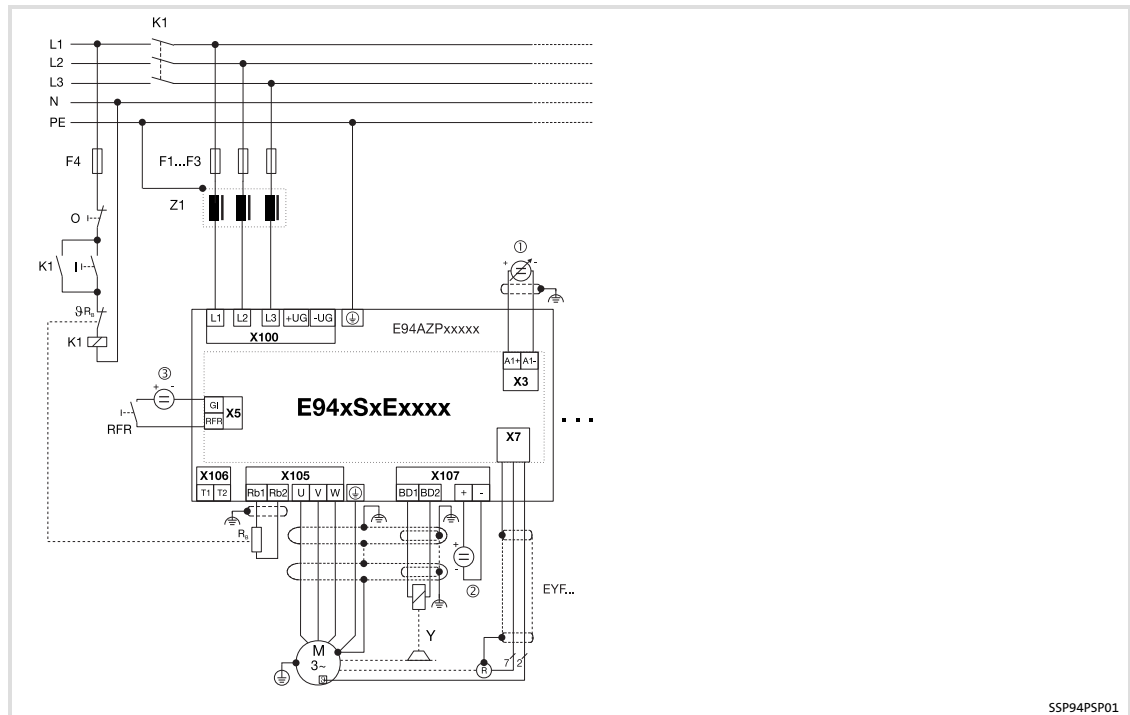 K1
L1
L2
L3
N
PE
F4
F1...F3
Z1
O
K1
I
ϑRB
K1
①
+ -
L1 L2 L3 +UG -UG
X100
E94AZPxxxxx
A1+ A1-
X3
③
+ -
GI
RFR
X5
RFR
E94xSxExxxx
...
X7
X106
T1 T2
X105
Rb1 Rb2 U V W
X107
BD1 BD2 + -
RB
+
-
②
EYF...
Y
M
3~
R
7 2
SSP94PSP01